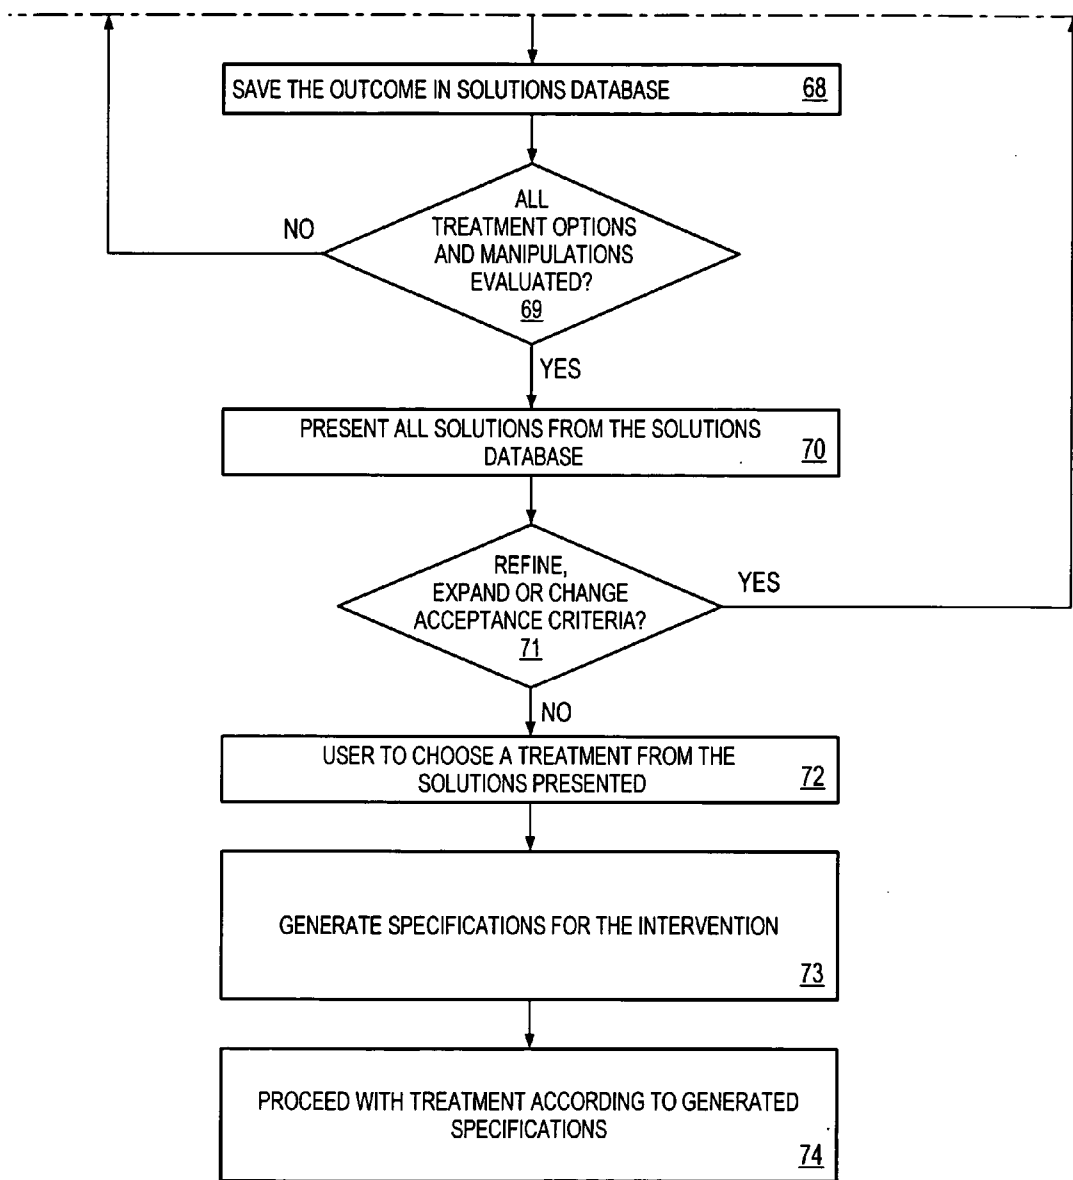 SAVE THE OUTCOME IN SOLUTIONS DATABASE 68
ALL
TREATMENT OPTIONS
AND MANIPULATIONS
EVALUATED?
69
NO
YES
PRESENT ALL SOLUTIONS FROM THE SOLUTIONS
DATABASE
70
REFINE,
EXPAND OR CHANGE
ACCEPTANCE CRITERIA?
71
YES
NO
USER TO CHOOSE A TREATMENT FROM THE
SOLUTIONS PRESENTED
72
GENERATE SPECIFICATIONS FOR THE INTERVENTION
73
PROCEED WITH TREATMENT ACCORDING TO GENERATED
SPECIFICATIONS
74